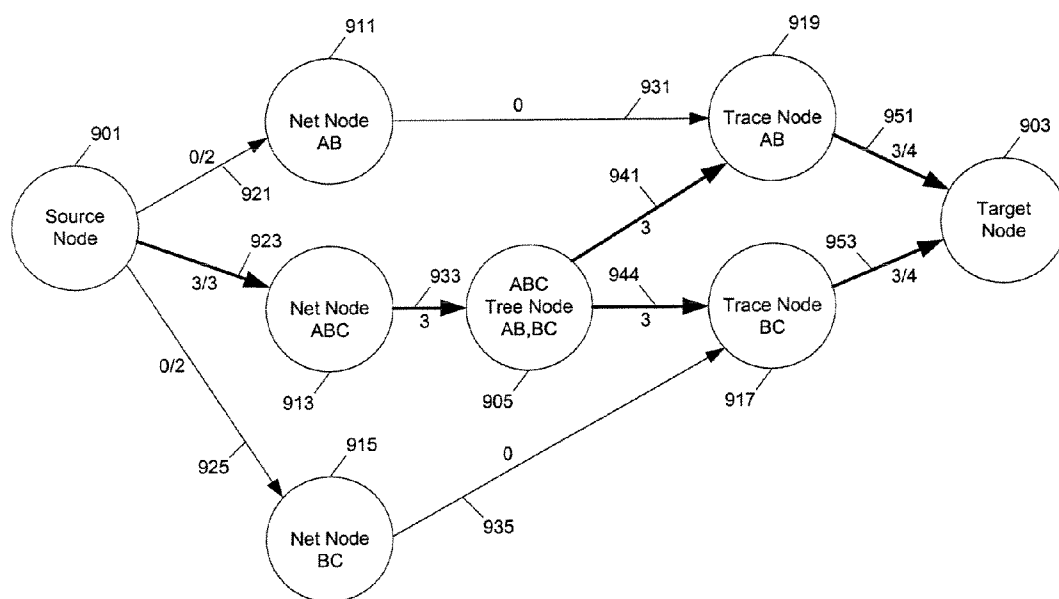 911
919
Net Node
AB
0
931
Trace Node
AB
951
903
901
0/2
921
941
3/4
Source
Node
Target
Node
923
3
953
3/3
933
ABC
Tree Node
AB,BC
944
3/4
Net Node
ABC
3
3
Trace Node
BC
0/2
913
905
917
925
915
0
935
Net Node
BC